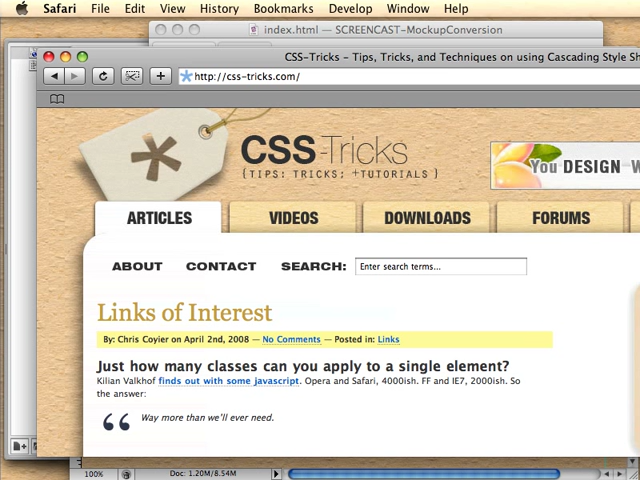 Safari File Edit View History Bookmarks Develop Window Help
index.html — SCREENCAST-MockupConversion
CSS-Tricks - Tips, Tricks, and Techniques on using Cascading Style Sh
http://css-tricks.com/
CSS-Tricks
{TIPS: TRICKS: +TUTORIALS}
You DESIGN W
ARTICLES VIDEOS DOWNLOADS FORUMS
ABOUT CONTACT SEARCH: Enter search terms...
Links of Interest
By: Chris Coyier on April 2nd, 2008 — No Comments — Posted in: Links
Just how many classes can you apply to a single element?
Kilian Valkhof finds out with some javascript. Opera and Safari, 4000ish. FF and IE7, 2000ish. So
the answer:
Way more than we'll ever need.
100% Doc: 1.20M/8.54M